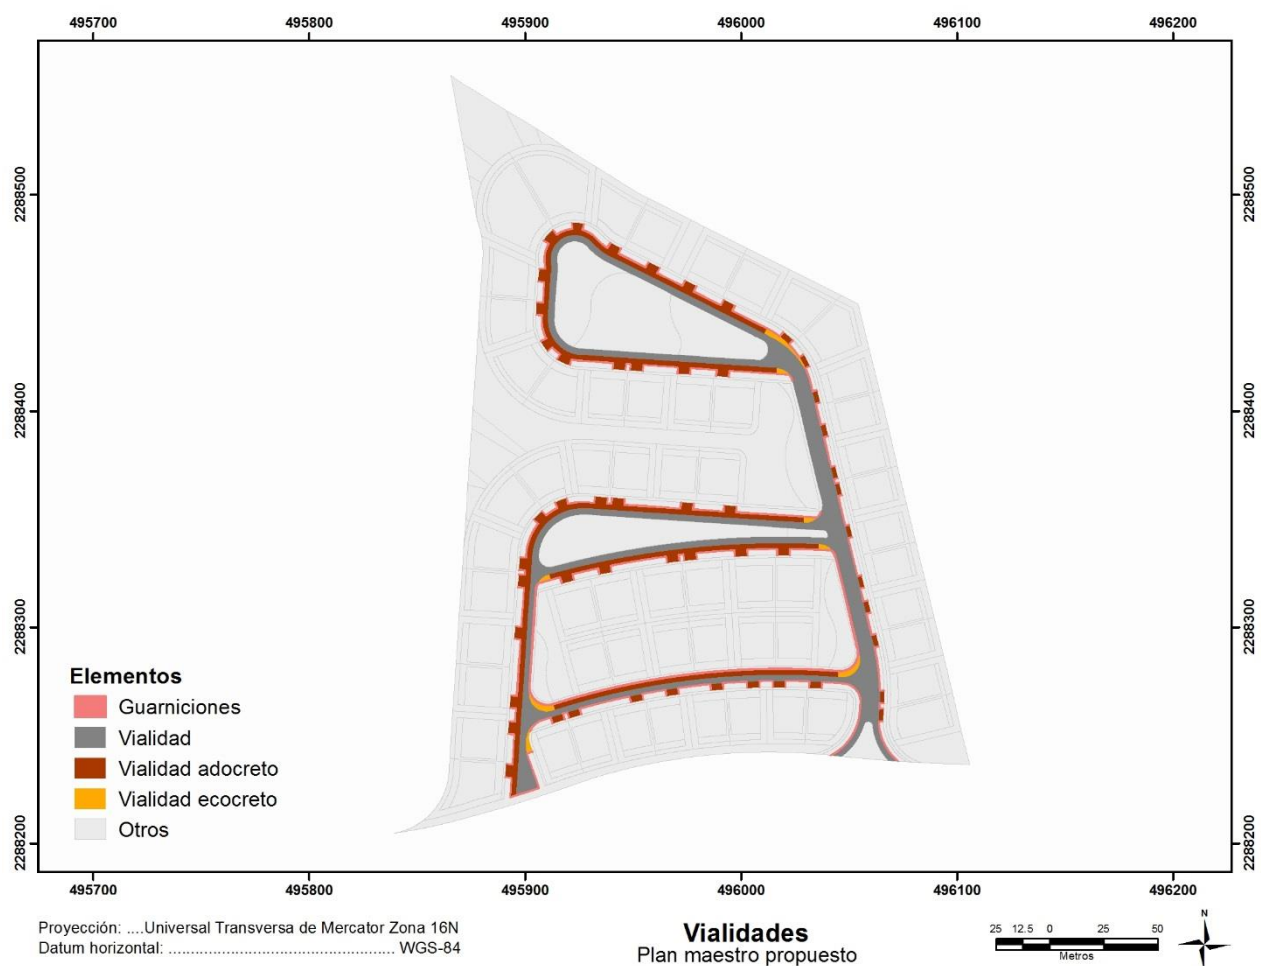 495700 495800 495900 496000 496100 496200
2288500 2288500
2288400 2288400
2288300 2288300
2288200 2288200
Elementos
Guarniciones
Vialidad
Vialidad adocreto
Vialidad ecocreto
Otros
495700 495800 495900 496000 496100 496200
Proyección: ....Universal Transversa de Mercator Zona 16N
Datum horizontal: ................................................ WGS-84
Vialidades
Plan maestro propuesto
25 12.5 0 25 50
Metros
N